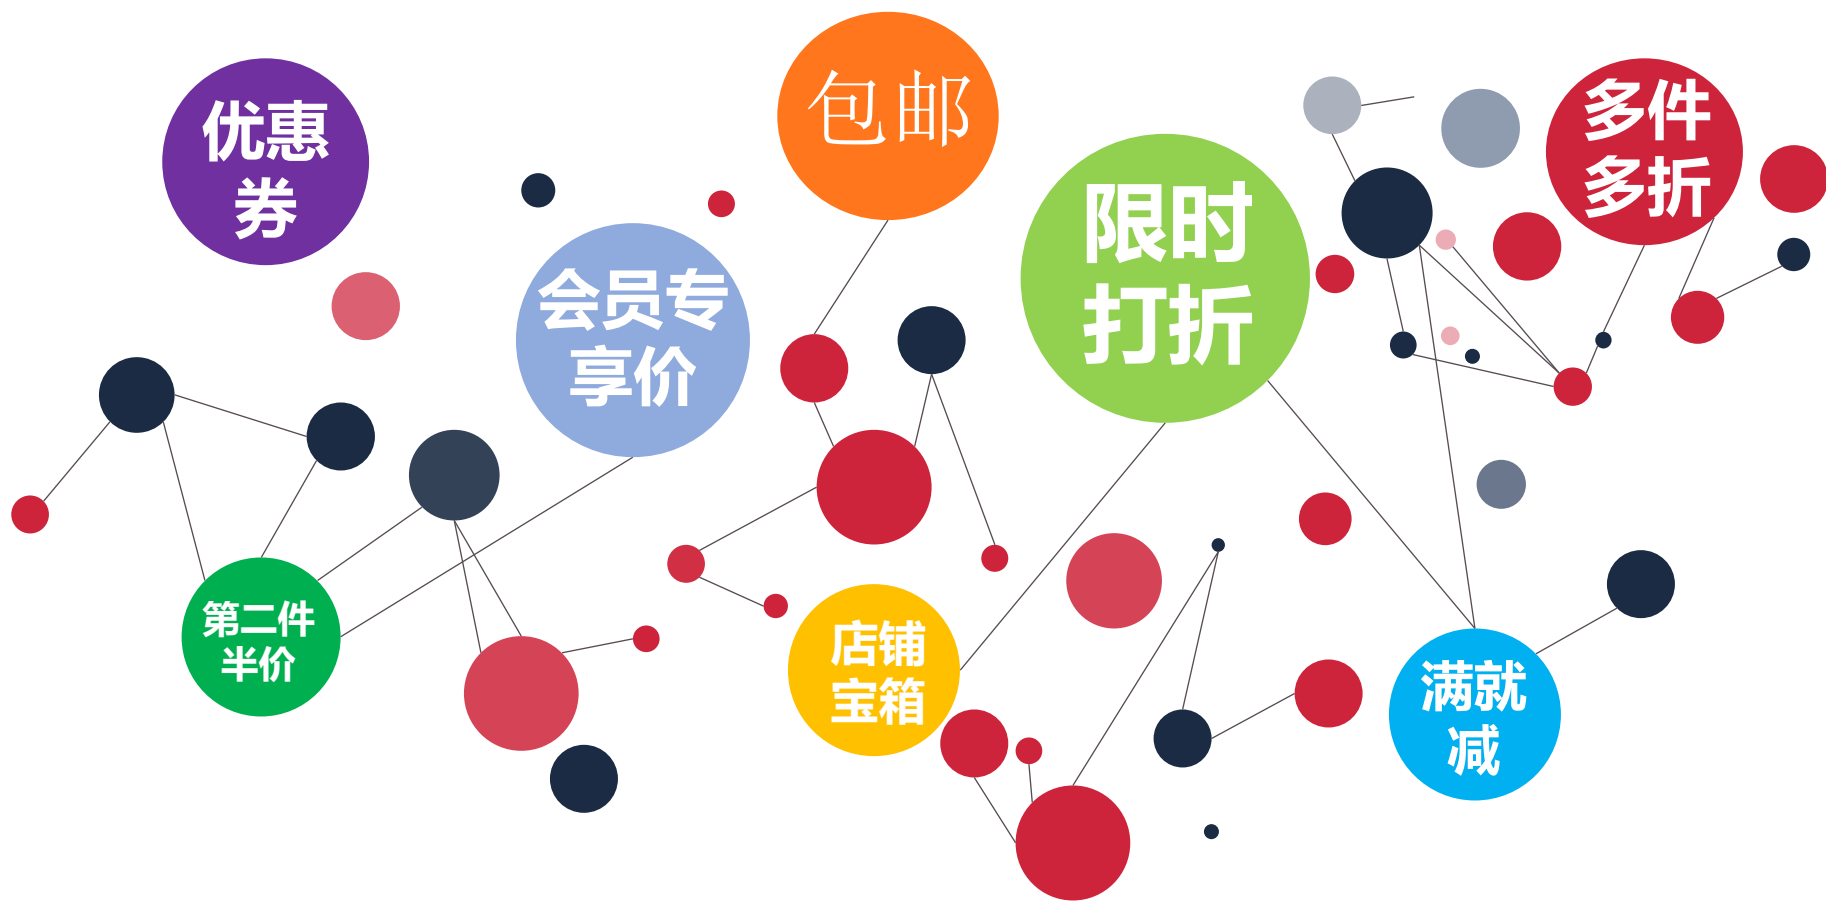 优惠
券
包邮
多件
多折
限时
打折
会员专
享价
第二件
半价
店铺
宝箱
满就
减